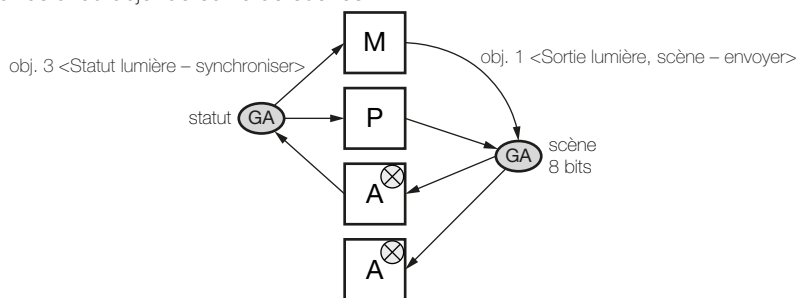 M
obj. 3 <Statut lumière – synchroniser>
obj. 1 <Sortie lumière, scène – envoyer>
statut
GA
P
GA
scène
8 bits
A
A